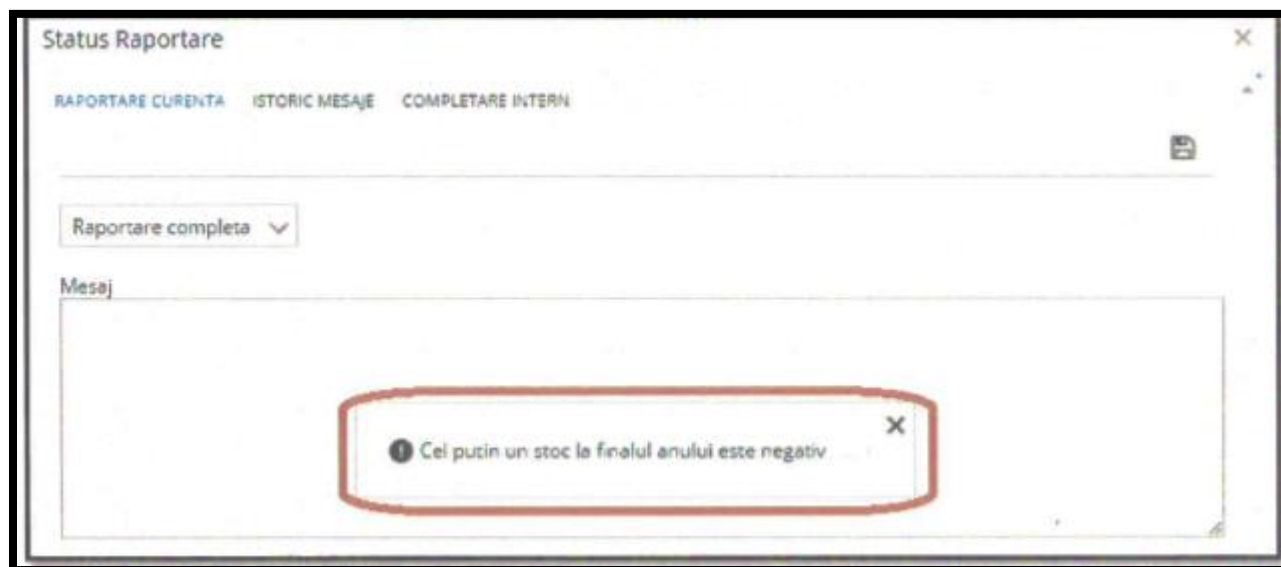 Status Raportare
RAPORTARE CURENTA ISTORIC MESAJE COMPLETARE INTERN
Raportare completa
Mesaj
Cel putin un stoc la finalul anului este negativ